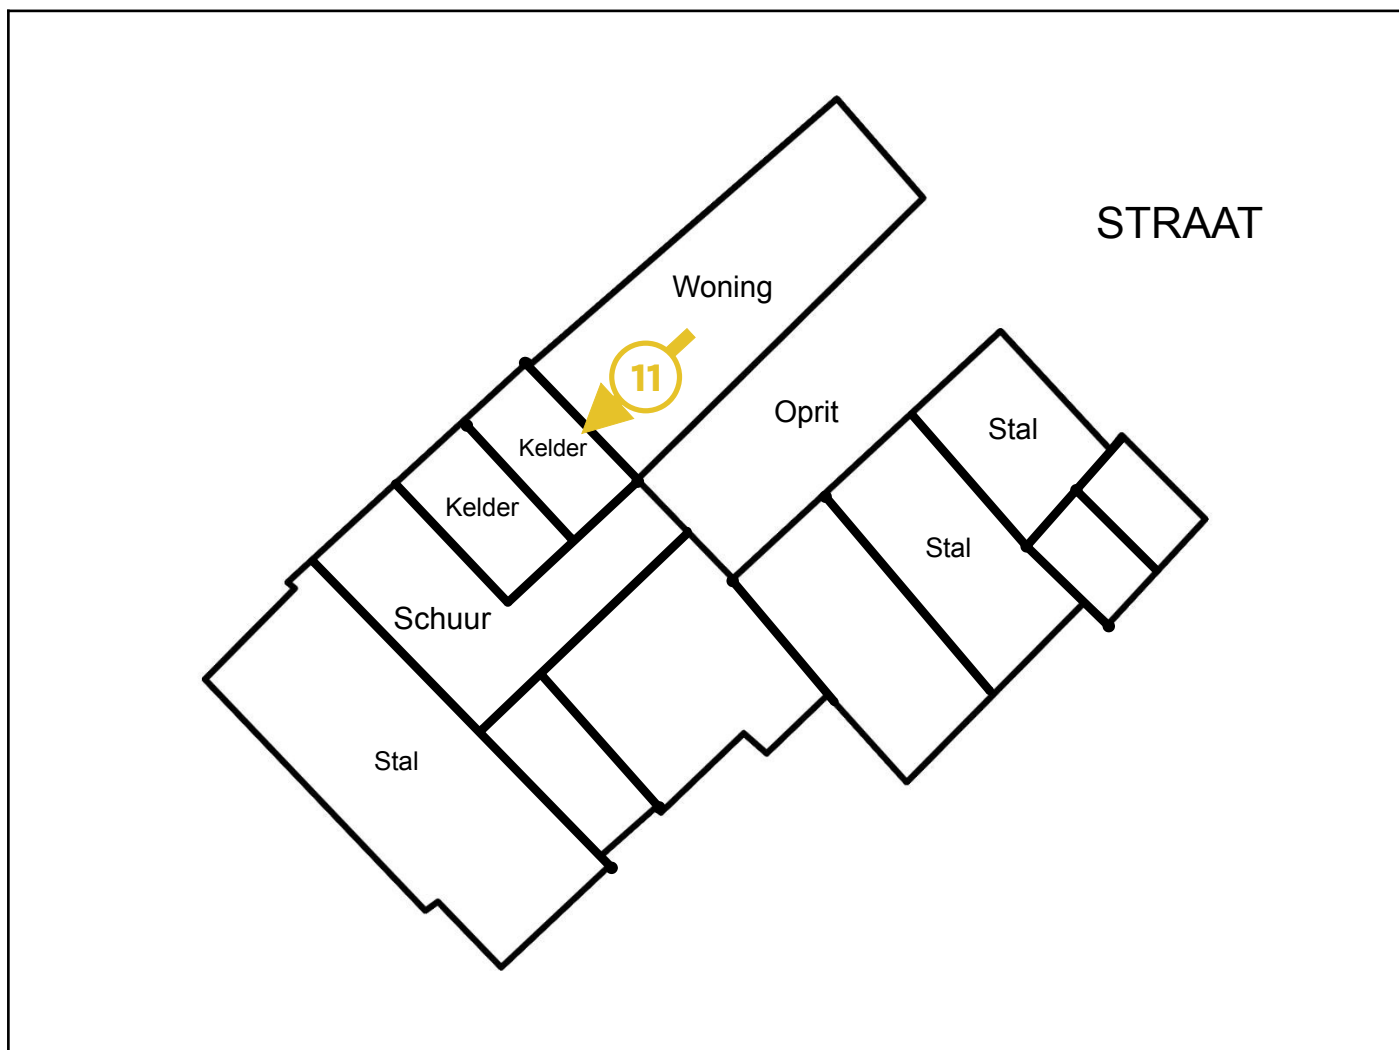 STRAAT
Woning
11
Oprit
Stal
Kelder
Kelder
Stal
Schuur
Stal